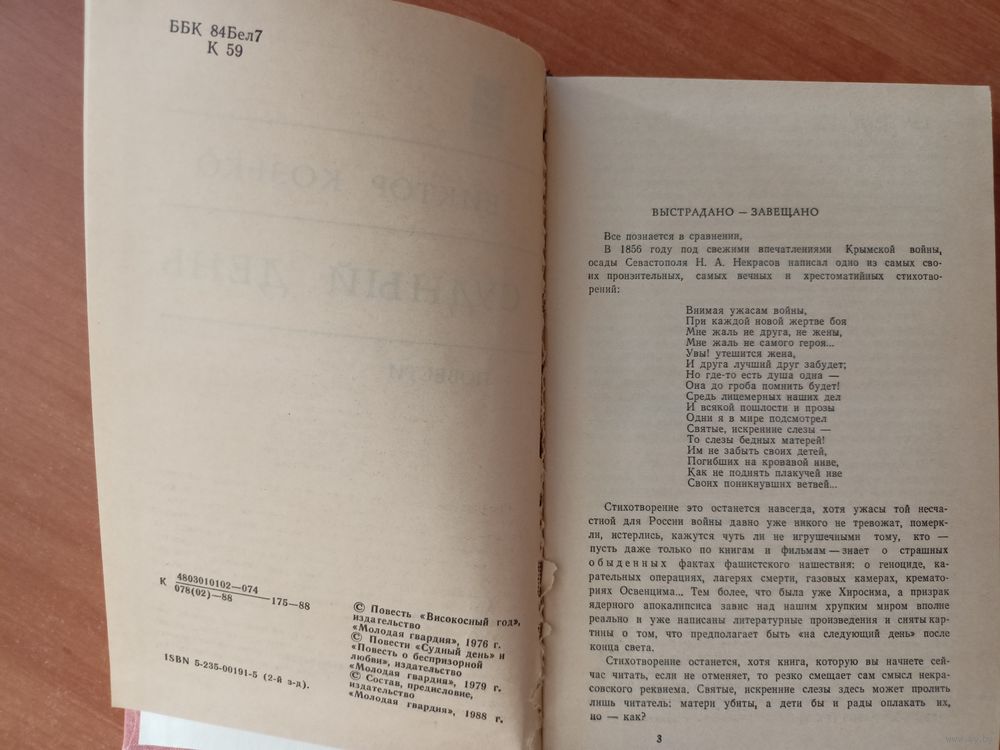 ББК 84Бел7
К 59
ВИКТОР КОЗЬКО
ПОВЕСТИ
К 4803010102—074
078(02)—88 175—88
© Повесть «Високосный год»,
издательство
«Молодая гвардия», 1976 г.
© Повести «Судный день» и
«Повесть о беспризорной
любви», издательство
«Молодая гвардия», 1979 г.
© Состав, предисловие,
издательство
«Молодая гвардия», 1988 г.
ISBN 5-235-00191-5 (2-й з-д).
ВЫСТРАДАНО — ЗАВЕЩАНО
Все познается в сравнении.
В 1856 году под свежими впечатлениями Крымской войны,
осады Севастополя Н. А. Некрасов написал одно из самых сво-
их пронзительных, самых вечных и хрестоматийных стихотво-
рений:
Внимая ужасам войны,
При каждой новой жертве боя
Мне жаль не друга, не жены,
Мне жаль не самого героя...
Увы! утешится жена,
И друга лучший друг забудет;
Но где-то есть душа одна —
Она до гроба помнить будет!
Средь лицемерных наших дел
И всякой пошлости и прозы
Одни я в мире подсмотрел
Святые, искренние слезы —
То слезы бедных матерей!
Им не забыть своих детей,
Погибших на кровавой ниве,
Как не поднять плакучей иве
Своих поникнувших ветвей...
Стихотворение это останется навсегда, хотя ужасы той несча-
стной для России войны давно уже никого не тревожат, померк-
ли, истерлись, кажутся чуть ли не игрушечными тому, кто —
пусть даже только по книгам и фильмам — знает о страшных
обыденных фактах фашистского нашествия: о геноциде, ка-
рательных операциях, лагерях смерти, газовых камерах, кремато-
риях Освенцима... Тем более, что была уже Хиросима, а призрак
ядерного апокалипсиса завис над нашим хрупким миром вполне
реально и уже написаны литературные произведения и сняты кар-
тины о том, что предполагает быть «на следующий день» после
конца света.
Стихотворение останется, хотя книга, которую вы начнете сей-
час читать, если не отменяет, то резко смещает сам смысл некра-
совского реквиема. Святые, искренние слезы здесь может пролить
лишь читатель: матери убиты, а дети бы и рады оплакать их,
но — как?
3